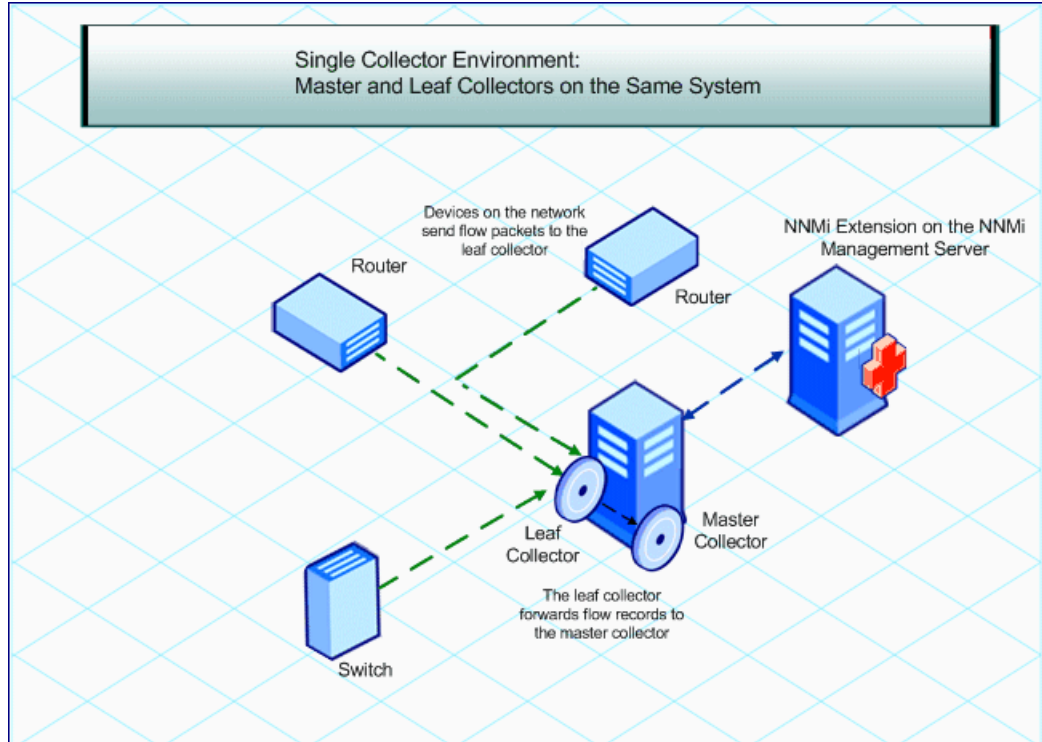 Single Collector Environment:
Master and Leaf Collectors on the Same System
Devices on the network
send flow packets to the
leaf collector
NNMi Extension on the NNMi
Management Server
Router
Router
Leaf
Collector
Master
Collector
The leaf collector
forwards flow records to
the master collector
Switch